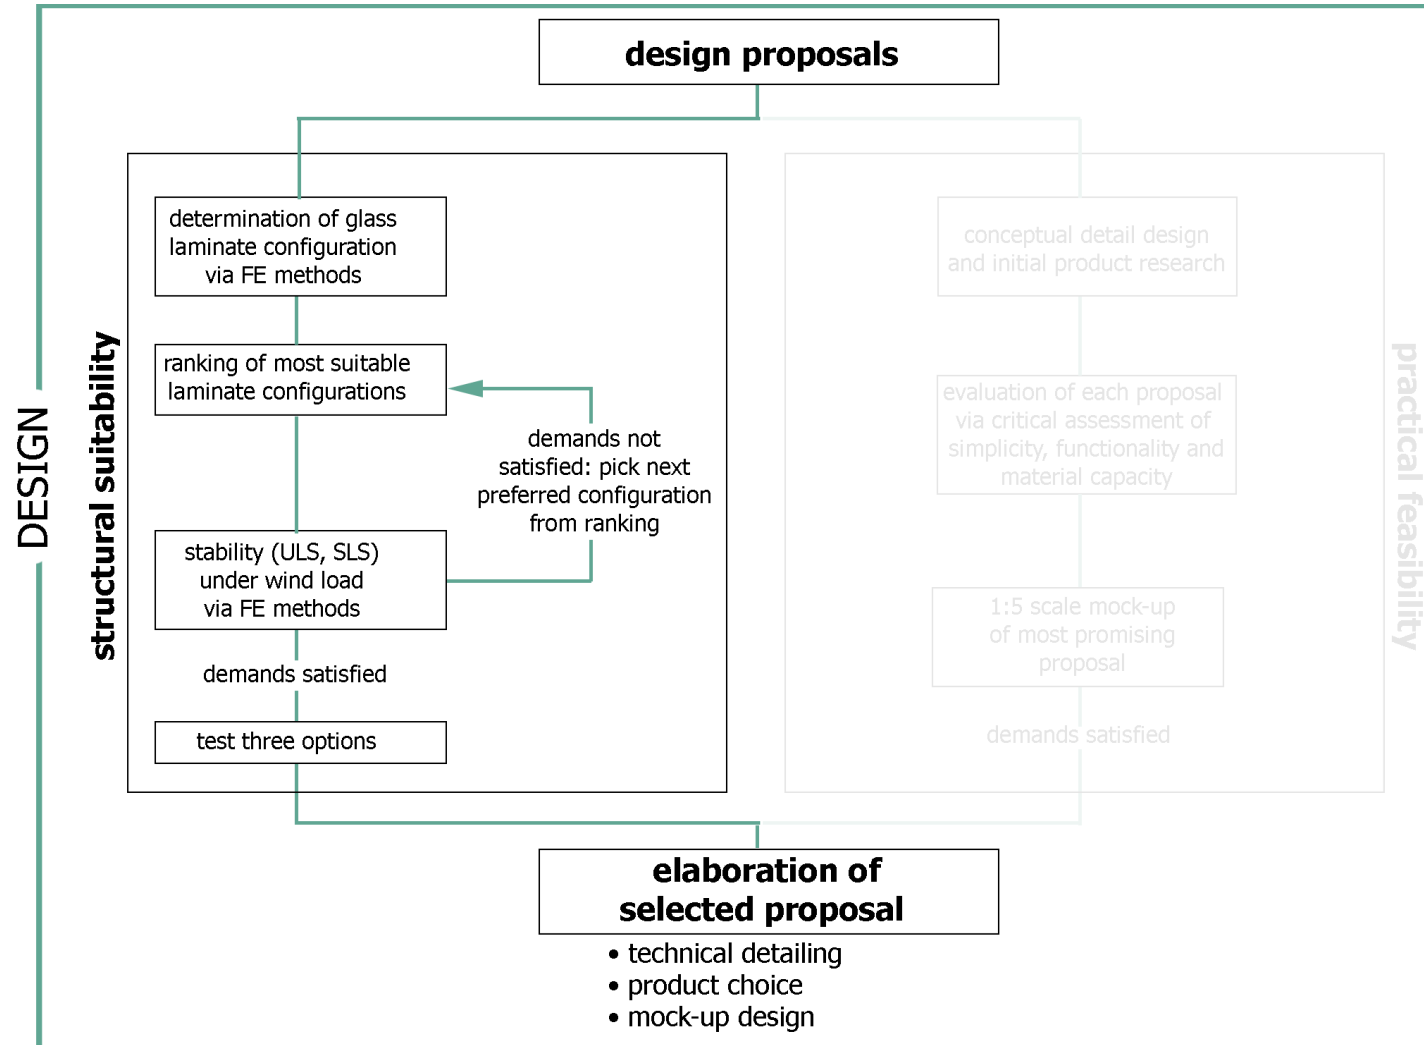 design proposals
DESIGN
structural suitability
determination of glass
laminate configuration
via FE methods
ranking of most suitable
laminate configurations
demands not
satisfied: pick next
preferred configuration
from ranking
stability (ULS, SLS)
under wind load
via FE methods
demands satisfied
test three options
conceptual detail design
and initial product research
evaluation of each proposal
via critical assessment of
simplicity, functionality and
material capacity
1:5 scale mock-up
of most promising
proposal
demands satisfied
practical feasibility
elaboration of
selected proposal
• technical detailing
• product choice
• mock-up design